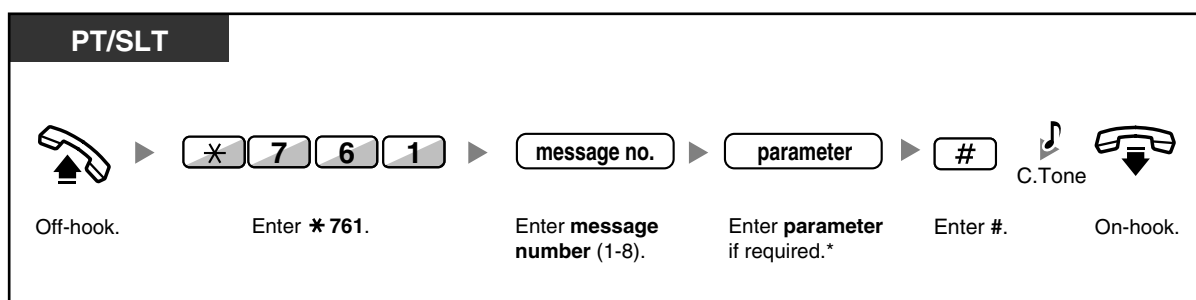 PT/SLT
✳ 7 6 1 message no. parameter #
C.Tone
Off-hook. Enter ✳ 761. Enter message number (1-8). Enter parameter if required.* Enter #. On-hook.